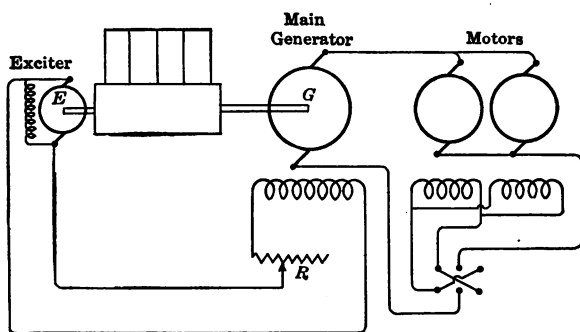 Main
Generator
Motors
Exciter
E
G
R